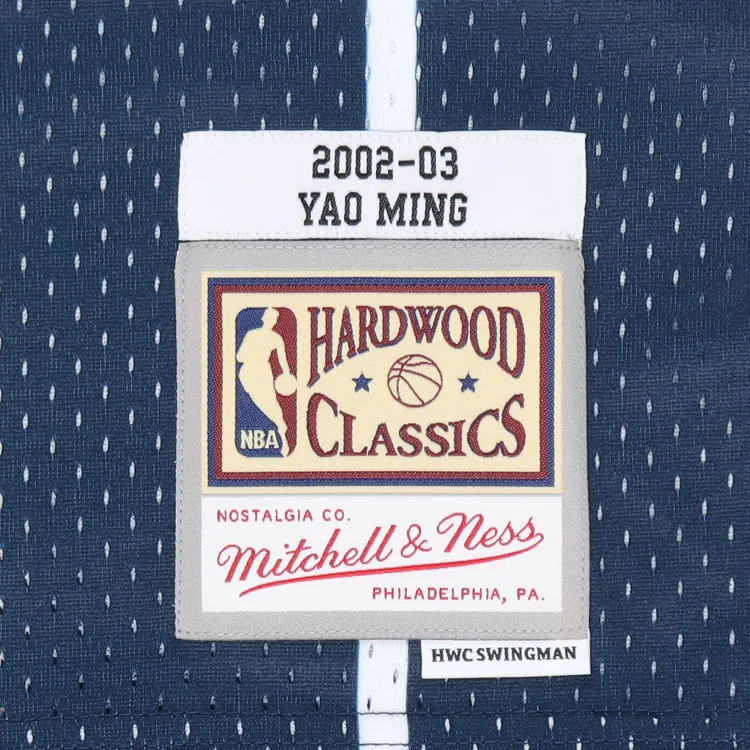 2002-03
YAO MING
HARDWOOD
NBA
CLASSICS
NOSTALGIA CO.
Mitchell & Ness
PHILADELPHIA, PA.
HWC SWINGMAN